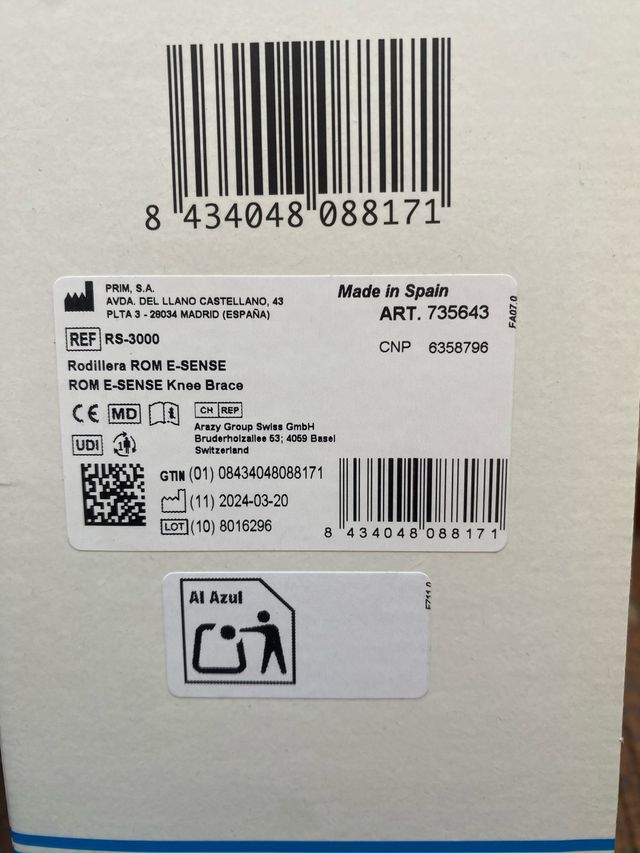 8 434048 088171
PRIM, S.A.
AVDA. DEL LLANO CASTELLANO, 43
PLTA 3 - 28034 MADRID (ESPAÑA)
Made in Spain
ART. 735643
FA07.0
REF RS-3000
CNP 6358796
Rodillera ROM E-SENSE
ROM E-SENSE Knee Brace
CE MD
CH REP
Arazy Group Swiss GmbH
Bruderholzallee 53; 4059 Basel
Switzerland
UDI
GTIN (01) 08434048088171
(11) 2024-03-20
LOT (10) 8016296
8 434048 088171
Al Azul